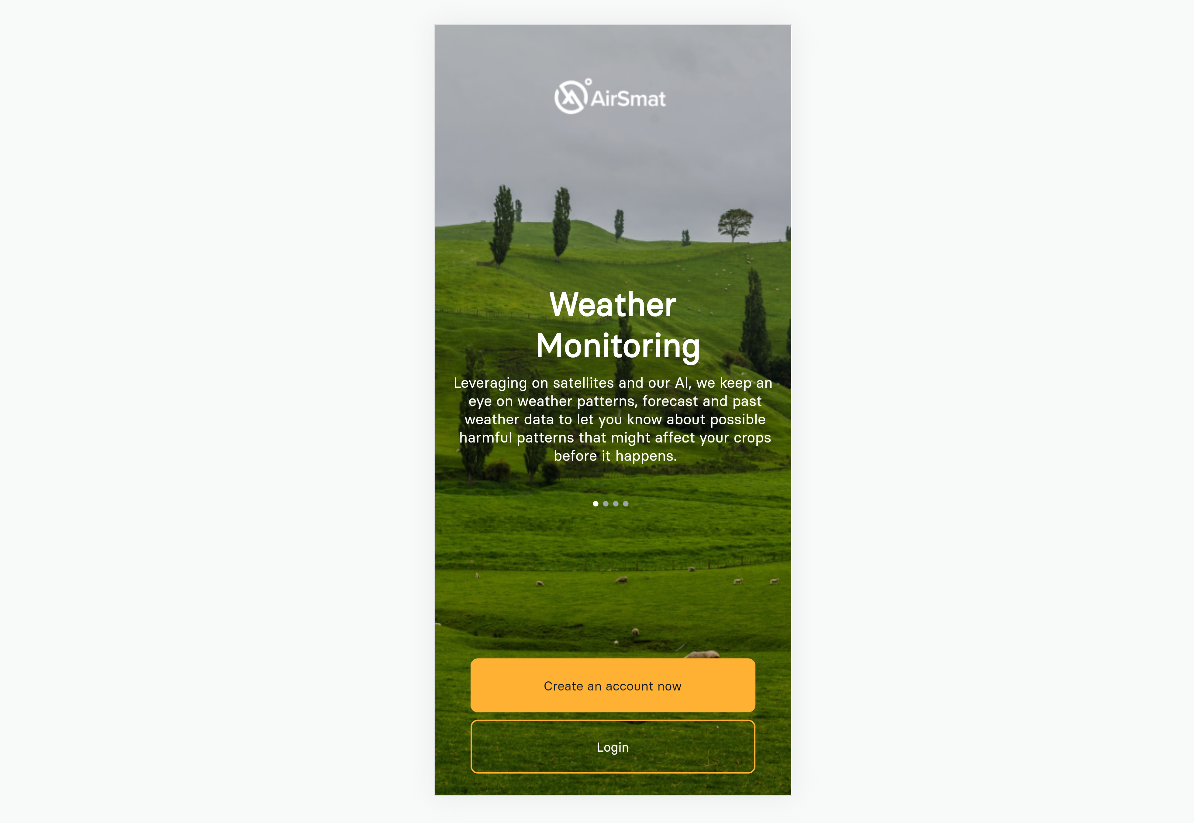 AirSmat
Weather
Monitoring
Leveraging on satellites and our AI, we keep an
eye on weather patterns, forecast and past
weather data to let you know about possible
harmful patterns that might affect your crops
before it happens.
Create an account now
Login